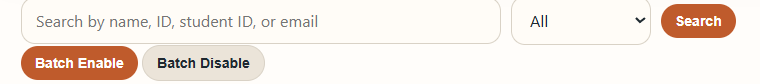 Search by name, ID, student ID, or email All Search
Batch Enable Batch Disable